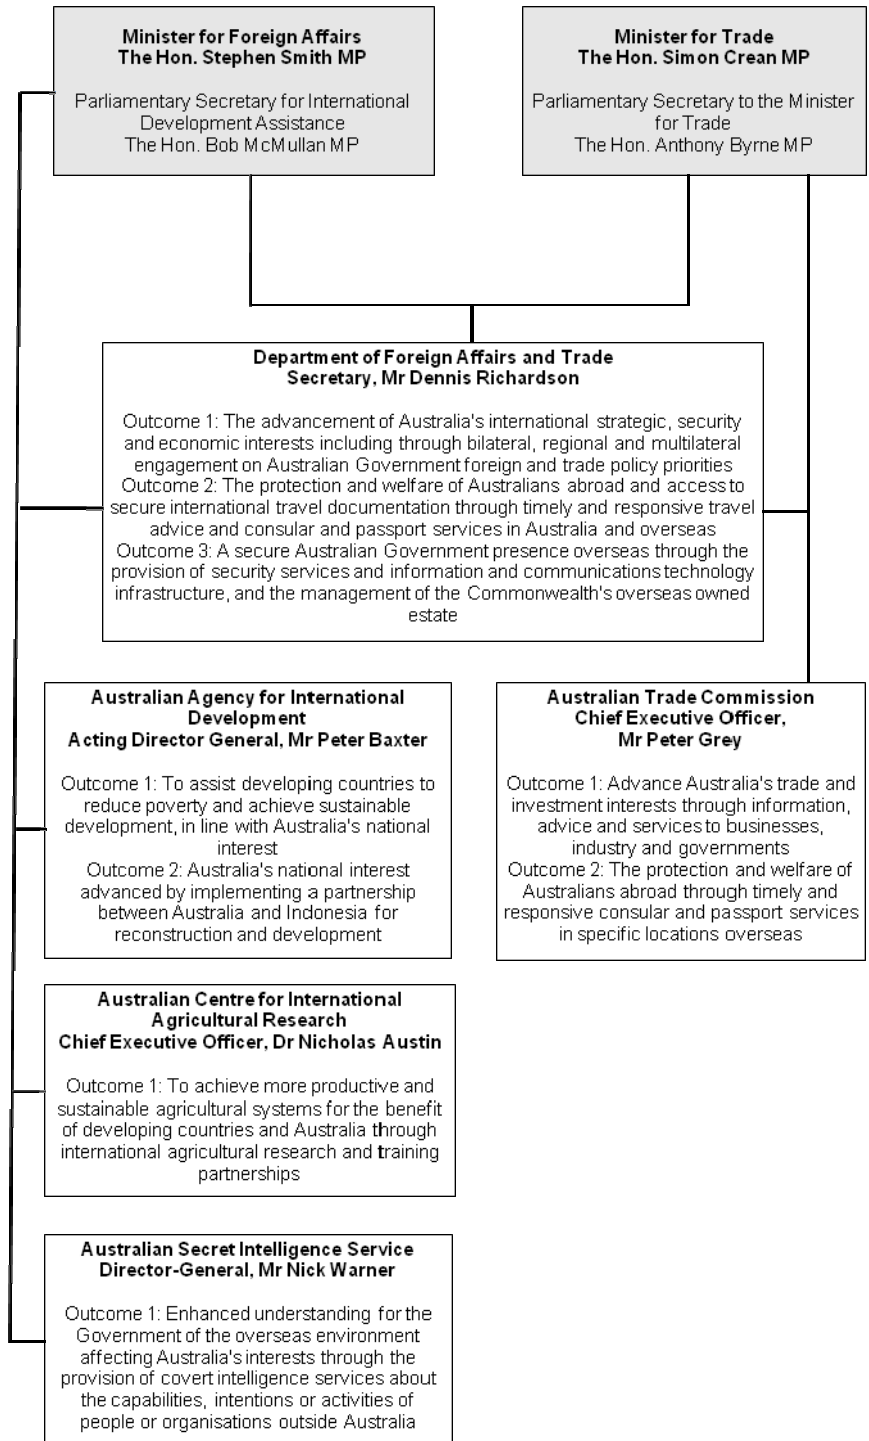 Minister for Foreign Affairs
The Hon. Stephen Smith MP
Parliamentary Secretary for International
Development Assistance
The Hon. Bob McMullan MP
Minister for Trade
The Hon. Simon Crean MP
Parliamentary Secretary to the Minister
for Trade
The Hon. Anthony Byrne MP
Department of Foreign Affairs and Trade
Secretary, Mr Dennis Richardson
Outcome 1: The advancement of Australia's international strategic, security
and economic interests including through bilateral, regional and multilateral
engagement on Australian Government foreign and trade policy priorities
Outcome 2: The protection and welfare of Australians abroad and access to
secure international travel documentation through timely and responsive travel
advice and consular and passport services in Australia and overseas
Outcome 3: A secure Australian Government presence overseas through the
provision of security services and information and communications technology
infrastructure, and the management of the Commonwealth's overseas owned
estate
Australian Agency for International
Development
Acting Director General, Mr Peter Baxter
Outcome 1: To assist developing countries to
reduce poverty and achieve sustainable
development, in line with Australia's national
interest
Outcome 2: Australia's national interest
advanced by implementing a partnership
between Australia and Indonesia for
reconstruction and development
Australian Trade Commission
Chief Executive Officer,
Mr Peter Grey
Outcome 1: Advance Australia's trade and
investment interests through information,
advice and services to businesses,
industry and governments
Outcome 2: The protection and welfare of
Australians abroad through timely and
responsive consular and passport services
in specific locations overseas
Australian Centre for International
Agricultural Research
Chief Executive Officer, Dr Nicholas Austin
Outcome 1: To achieve more productive and
sustainable agricultural systems for the benefit
of developing countries and Australia through
international agricultural research and training
partnerships
Australian Secret Intelligence Service
Director-General, Mr Nick Warner
Outcome 1: Enhanced understanding for the
Government of the overseas environment
affecting Australia's interests through the
provision of covert intelligence services about
the capabilities, intentions or activities of
people or organisations outside Australia